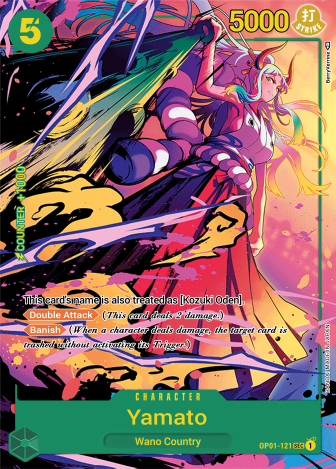 5
5000
打
STRIKE
BerryVerrine
COUNTER +1000
This card's name is also treated as [Kozuki Oden].
Double Attack (This card deals 2 damage.)
Banish (When a character deals damage, the target card is
trashed without activating its Trigger.)
CHARACTER
Yamato
Wano Country
OP01-121 SEC 1